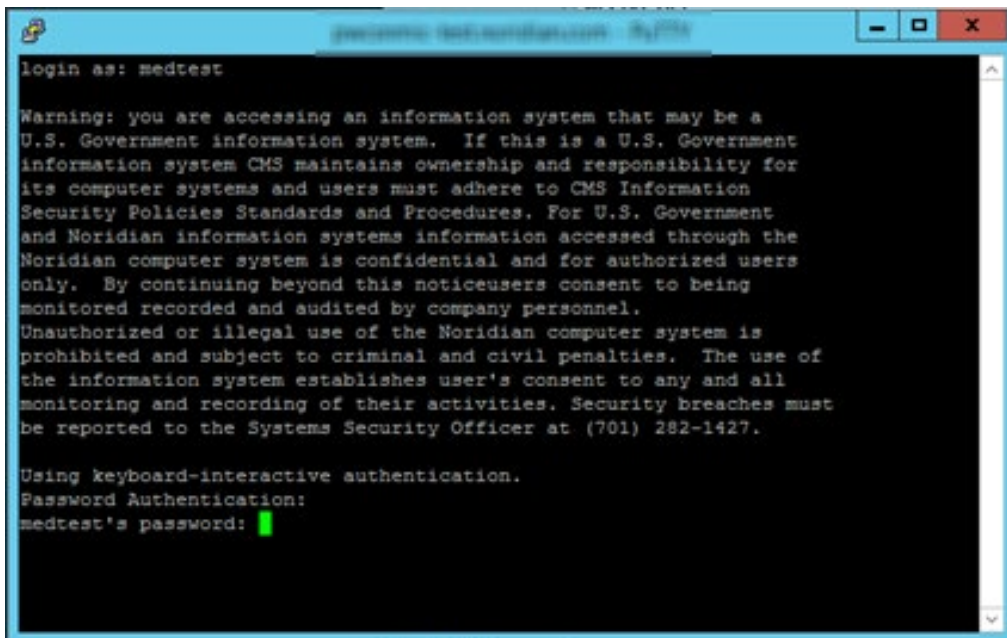 login as: medtest
Warning: you are accessing an information system that may be a
U.S. Government information system.  If this is a U.S. Government
information system CMS maintains ownership and responsibility for
its computer systems and users must adhere to CMS Information
Security Policies Standards and Procedures. For U.S. Government
and Noridian information systems information accessed through the
Noridian computer system is confidential and for authorized users
only.  By continuing beyond this noticeusers consent to being
monitored recorded and audited by company personnel.
Unauthorized or illegal use of the Noridian computer system is
prohibited and subject to criminal and civil penalties.  The use of
the information system establishes user's consent to any and all
monitoring and recording of their activities. Security breaches must
be reported to the Systems Security Officer at (701) 282-1427.
Using keyboard-interactive authentication.
Password Authentication:
medtest's password: